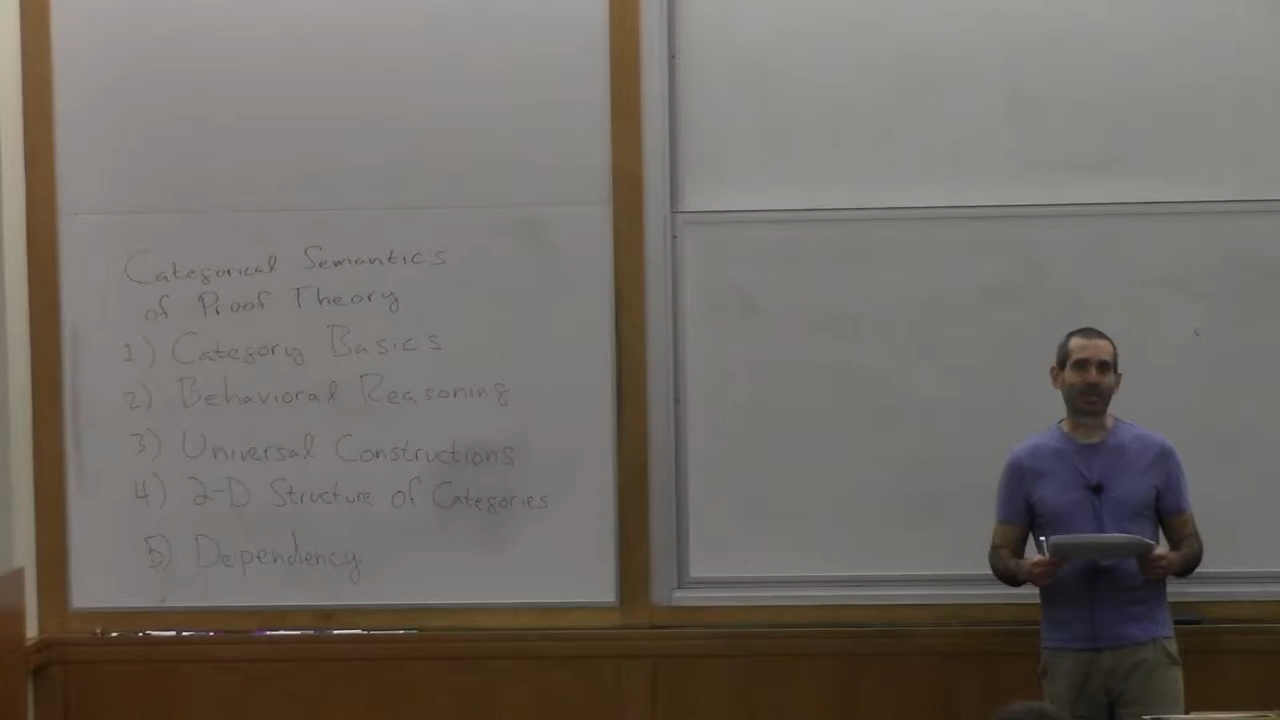 Categorical Semantics
of Proof Theory
1) Category Basics
2) Behavioral Reasoning
3) Universal Constructions
4) 2-D Structure of Categories
5) Dependency